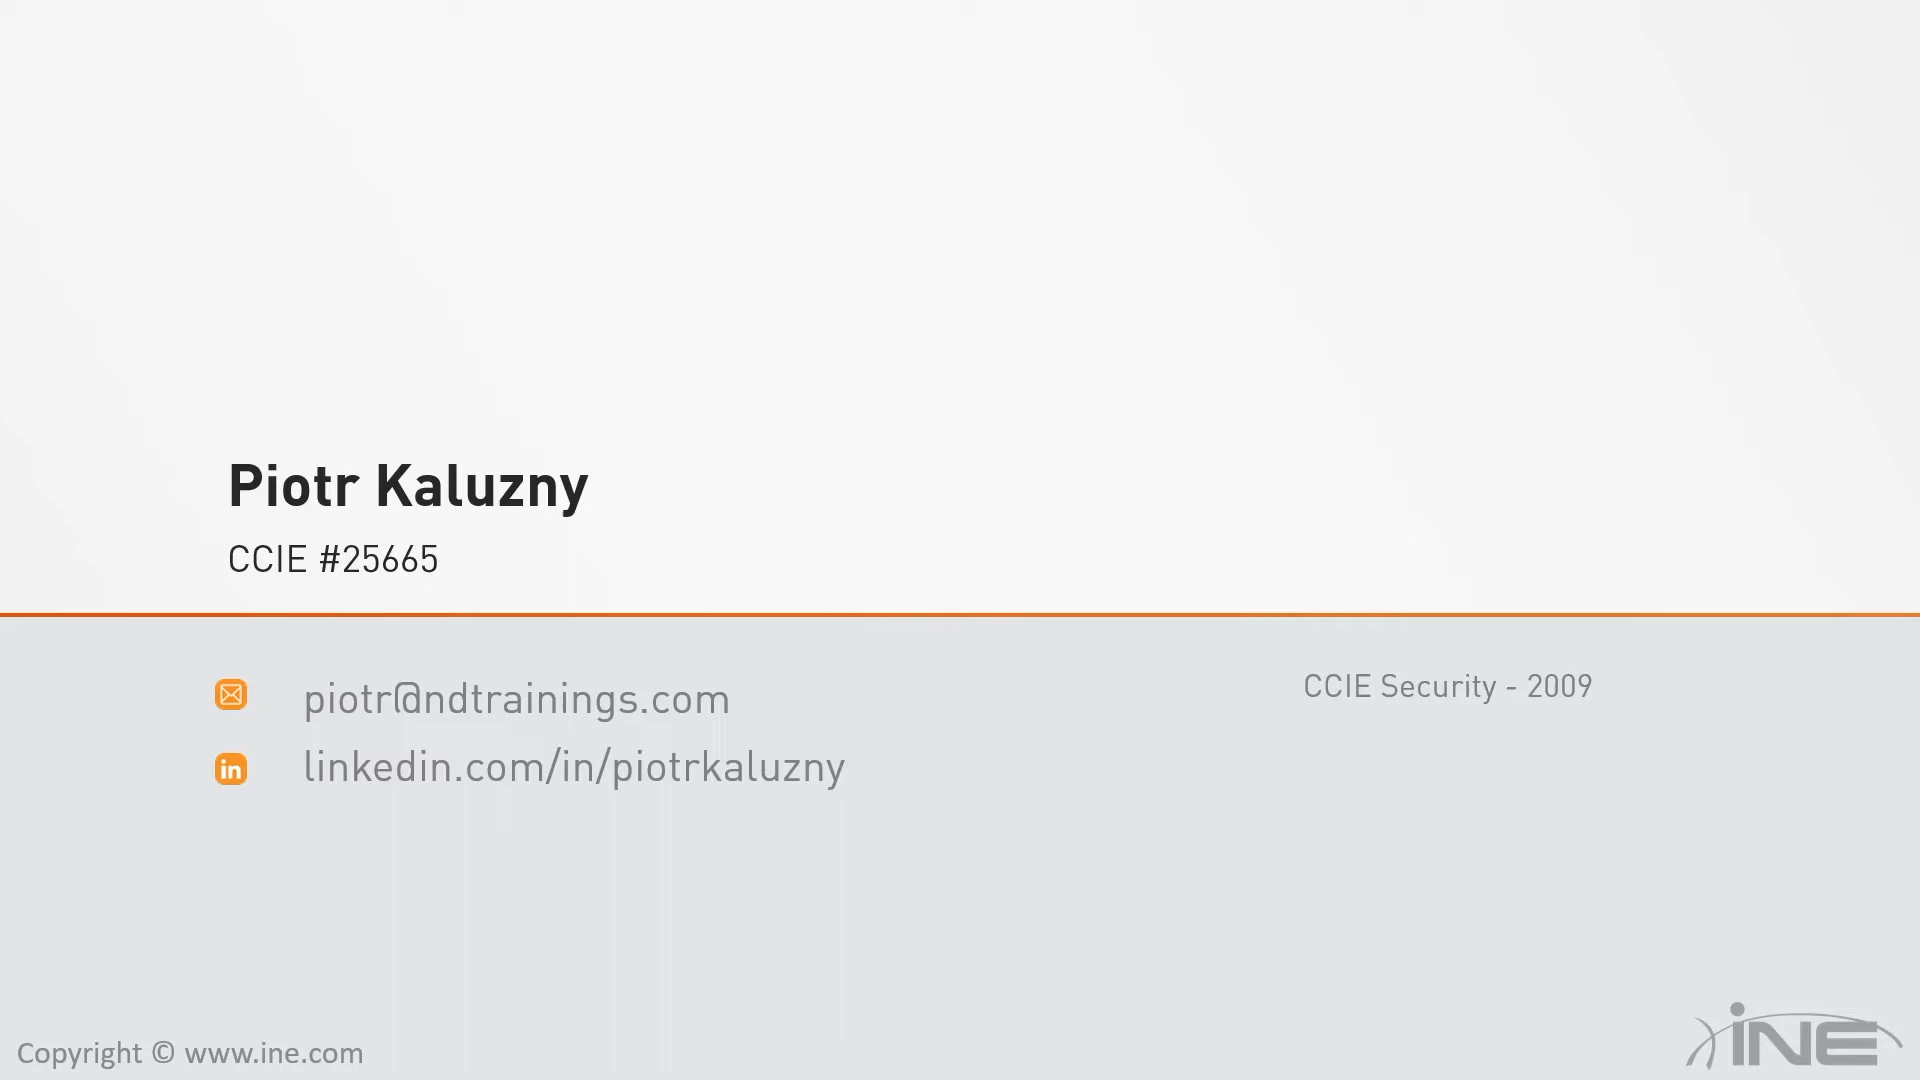 Piotr Kaluzny
CCIE #25665
piotr@ndtrainings.com
CCIE Security - 2009
in
linkedin.com/in/piotrkaluzny
Copyright © www.ine.com
iNE